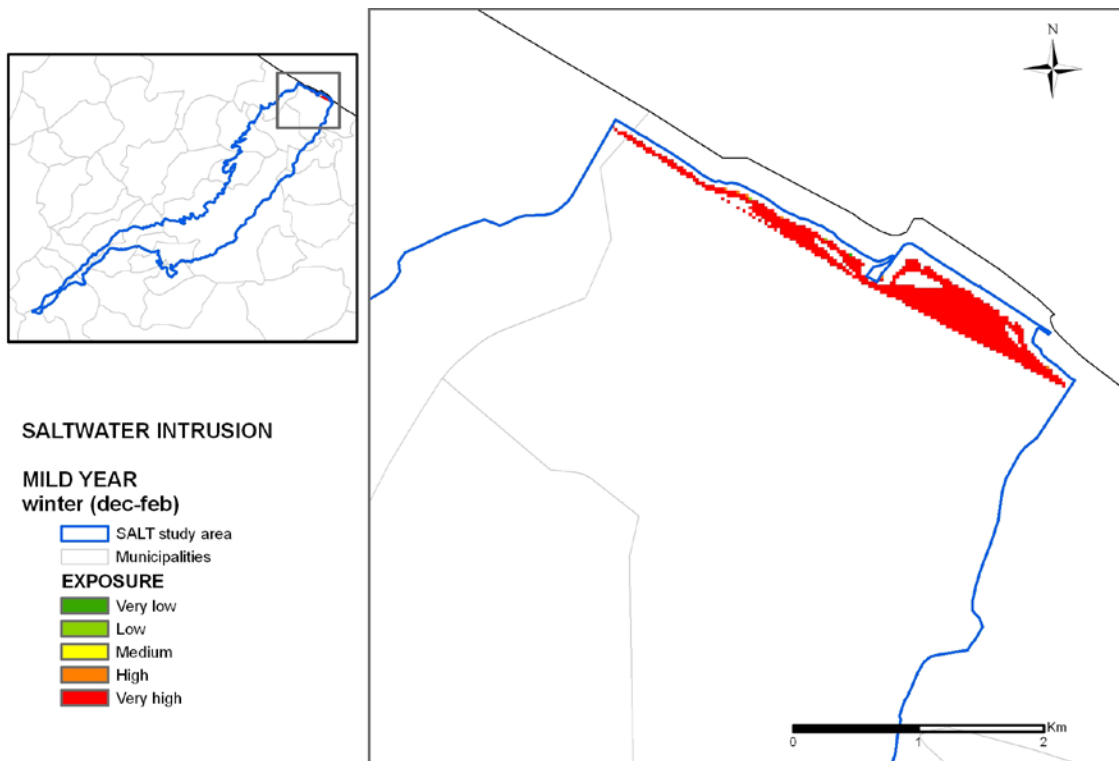 N
SALTWATER INTRUSION
MILD YEAR
winter (dec-feb)
SALT study area
Municipalities
EXPOSURE
Very low
Low
Medium
High
Very high
Km
0 1 2